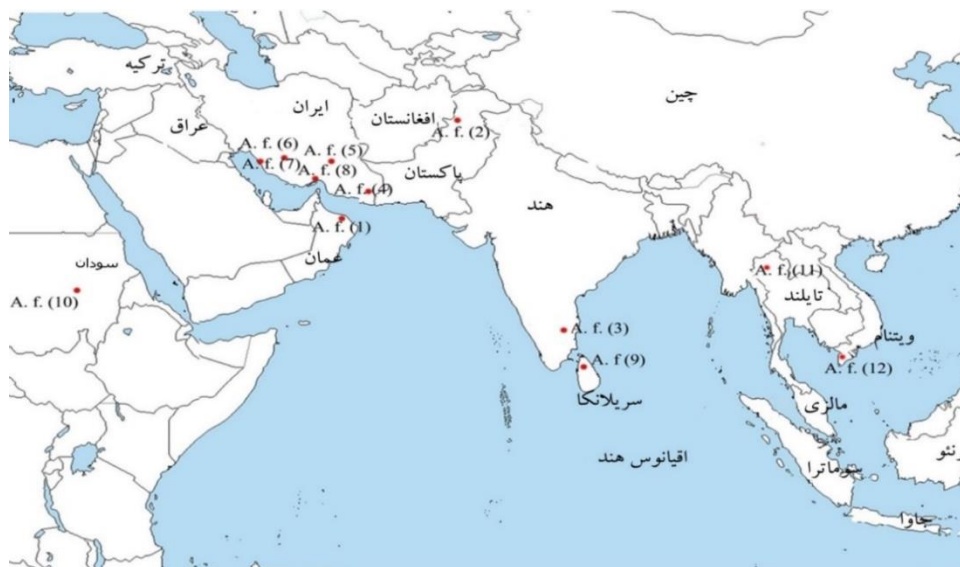 ترکیه
چین
ایران
افغانستان
عراق
A. f. (2)
A. f. (6)
A. f. (5)
A. f. (7)
A. f. (8)
پاکستان
A. f. (4)
هند
A. f. (1)
عمان
سودان
A. f. (11)
A. f. (10)
تایلند
A. f. (3)
ویتنام
A. f (9)
A. f. (12)
سریلانکا
مالزی
اقیانوس هند
سوماترا
رنئو
جاوا